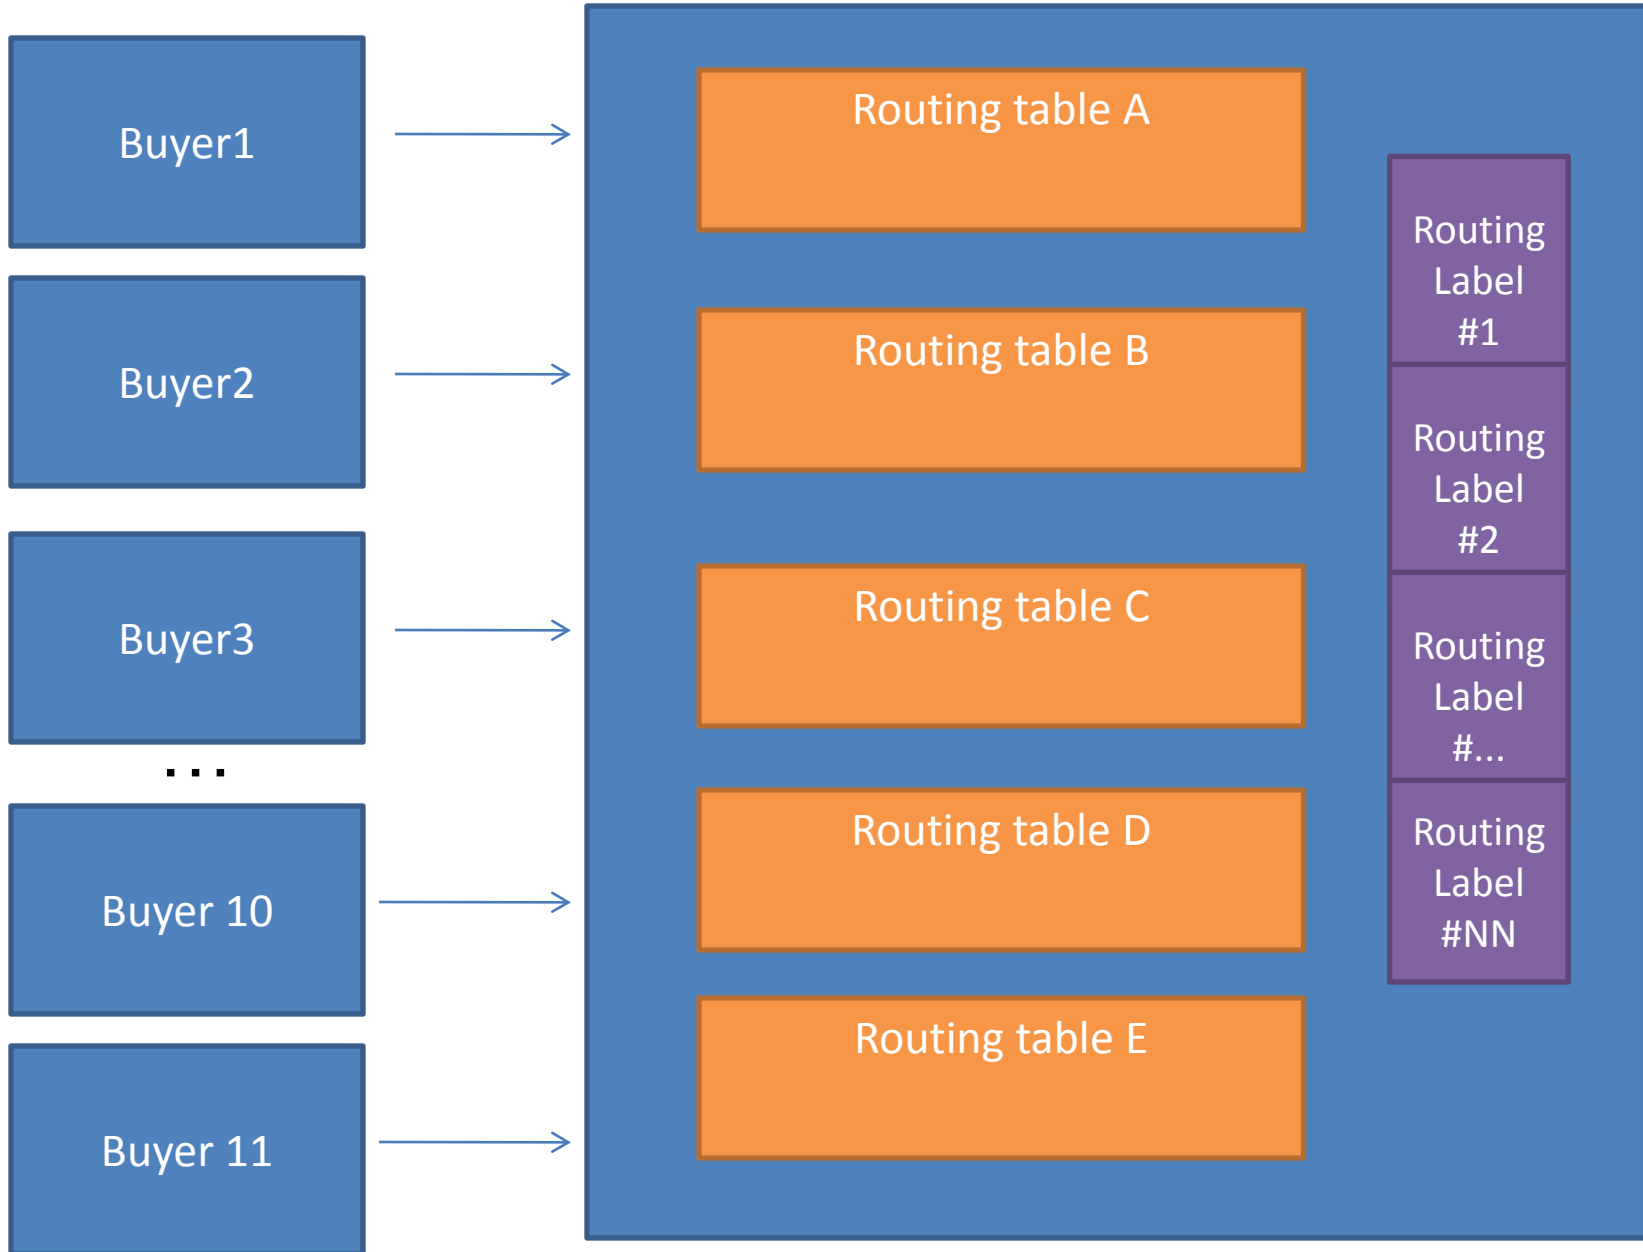 Buyer1
Buyer2
Buyer3
...
Buyer 10
Buyer 11
Routing table A
Routing table B
Routing table C
Routing table D
Routing table E
Routing
Label
#1
Routing
Label
#2
Routing
Label
#...
Routing
Label
#NN